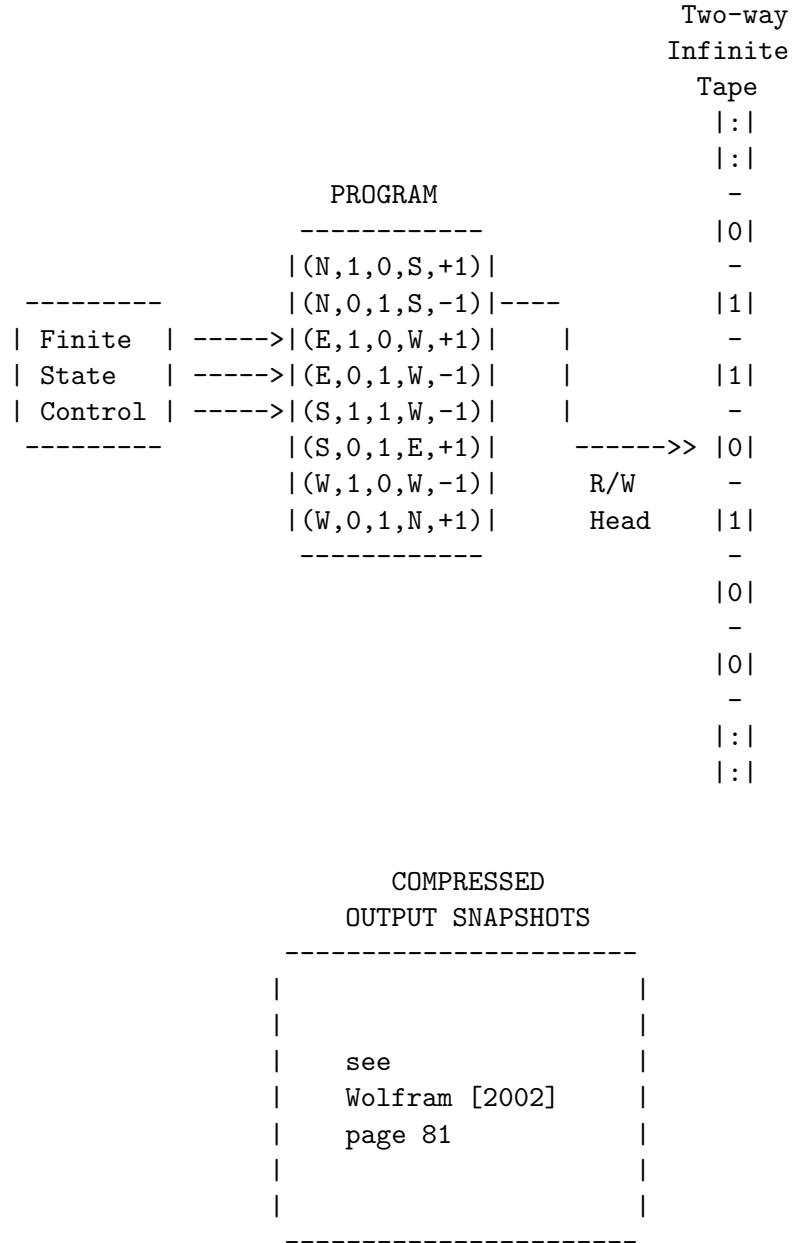 Two-way
Infinite
Tape
|:|
|:|
PROGRAM -
------------ |0|
|(N,1,0,S,+1)| -
--------- |(N,0,1,S,-1)|---- |1|
| Finite | ----->|(E,1,0,W,+1)| | -
| State | ----->|(E,0,1,W,-1)| | |1|
| Control | ----->|(S,1,1,W,-1)| | -
--------- |(S,0,1,E,+1)| ------>> |0|
|(W,1,0,W,-1)| R/W -
|(W,0,1,N,+1)| Head |1|
------------ -
|0|
-
|0|
-
|:|
|:|
COMPRESSED
OUTPUT SNAPSHOTS
-----------------------
| |
| |
| see |
| Wolfram [2002] |
| page 81 |
| |
| |
-----------------------